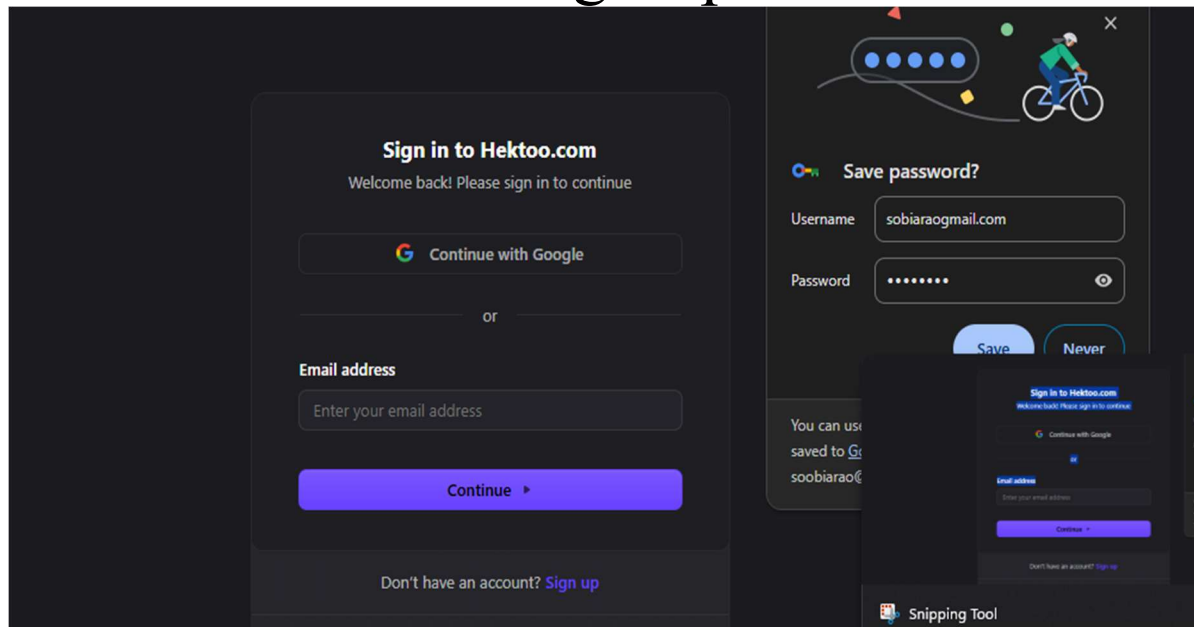 Sign in to Hektoo.com
Welcome back! Please sign in to continue
Continue with Google
or
Email address
Enter your email address
Continue
Don't have an account? Sign up
Save password?
Username
sobiaraogmail.com
Password
••••••••
Save
Never
You can use
saved to Go
soobiarao@
Sign in to Hektoo.com
Welcome back! Please sign in to continue
Continue with Google
or
Email address
Enter your email address
Continue
Don't have an account? Sign up
Snipping Tool